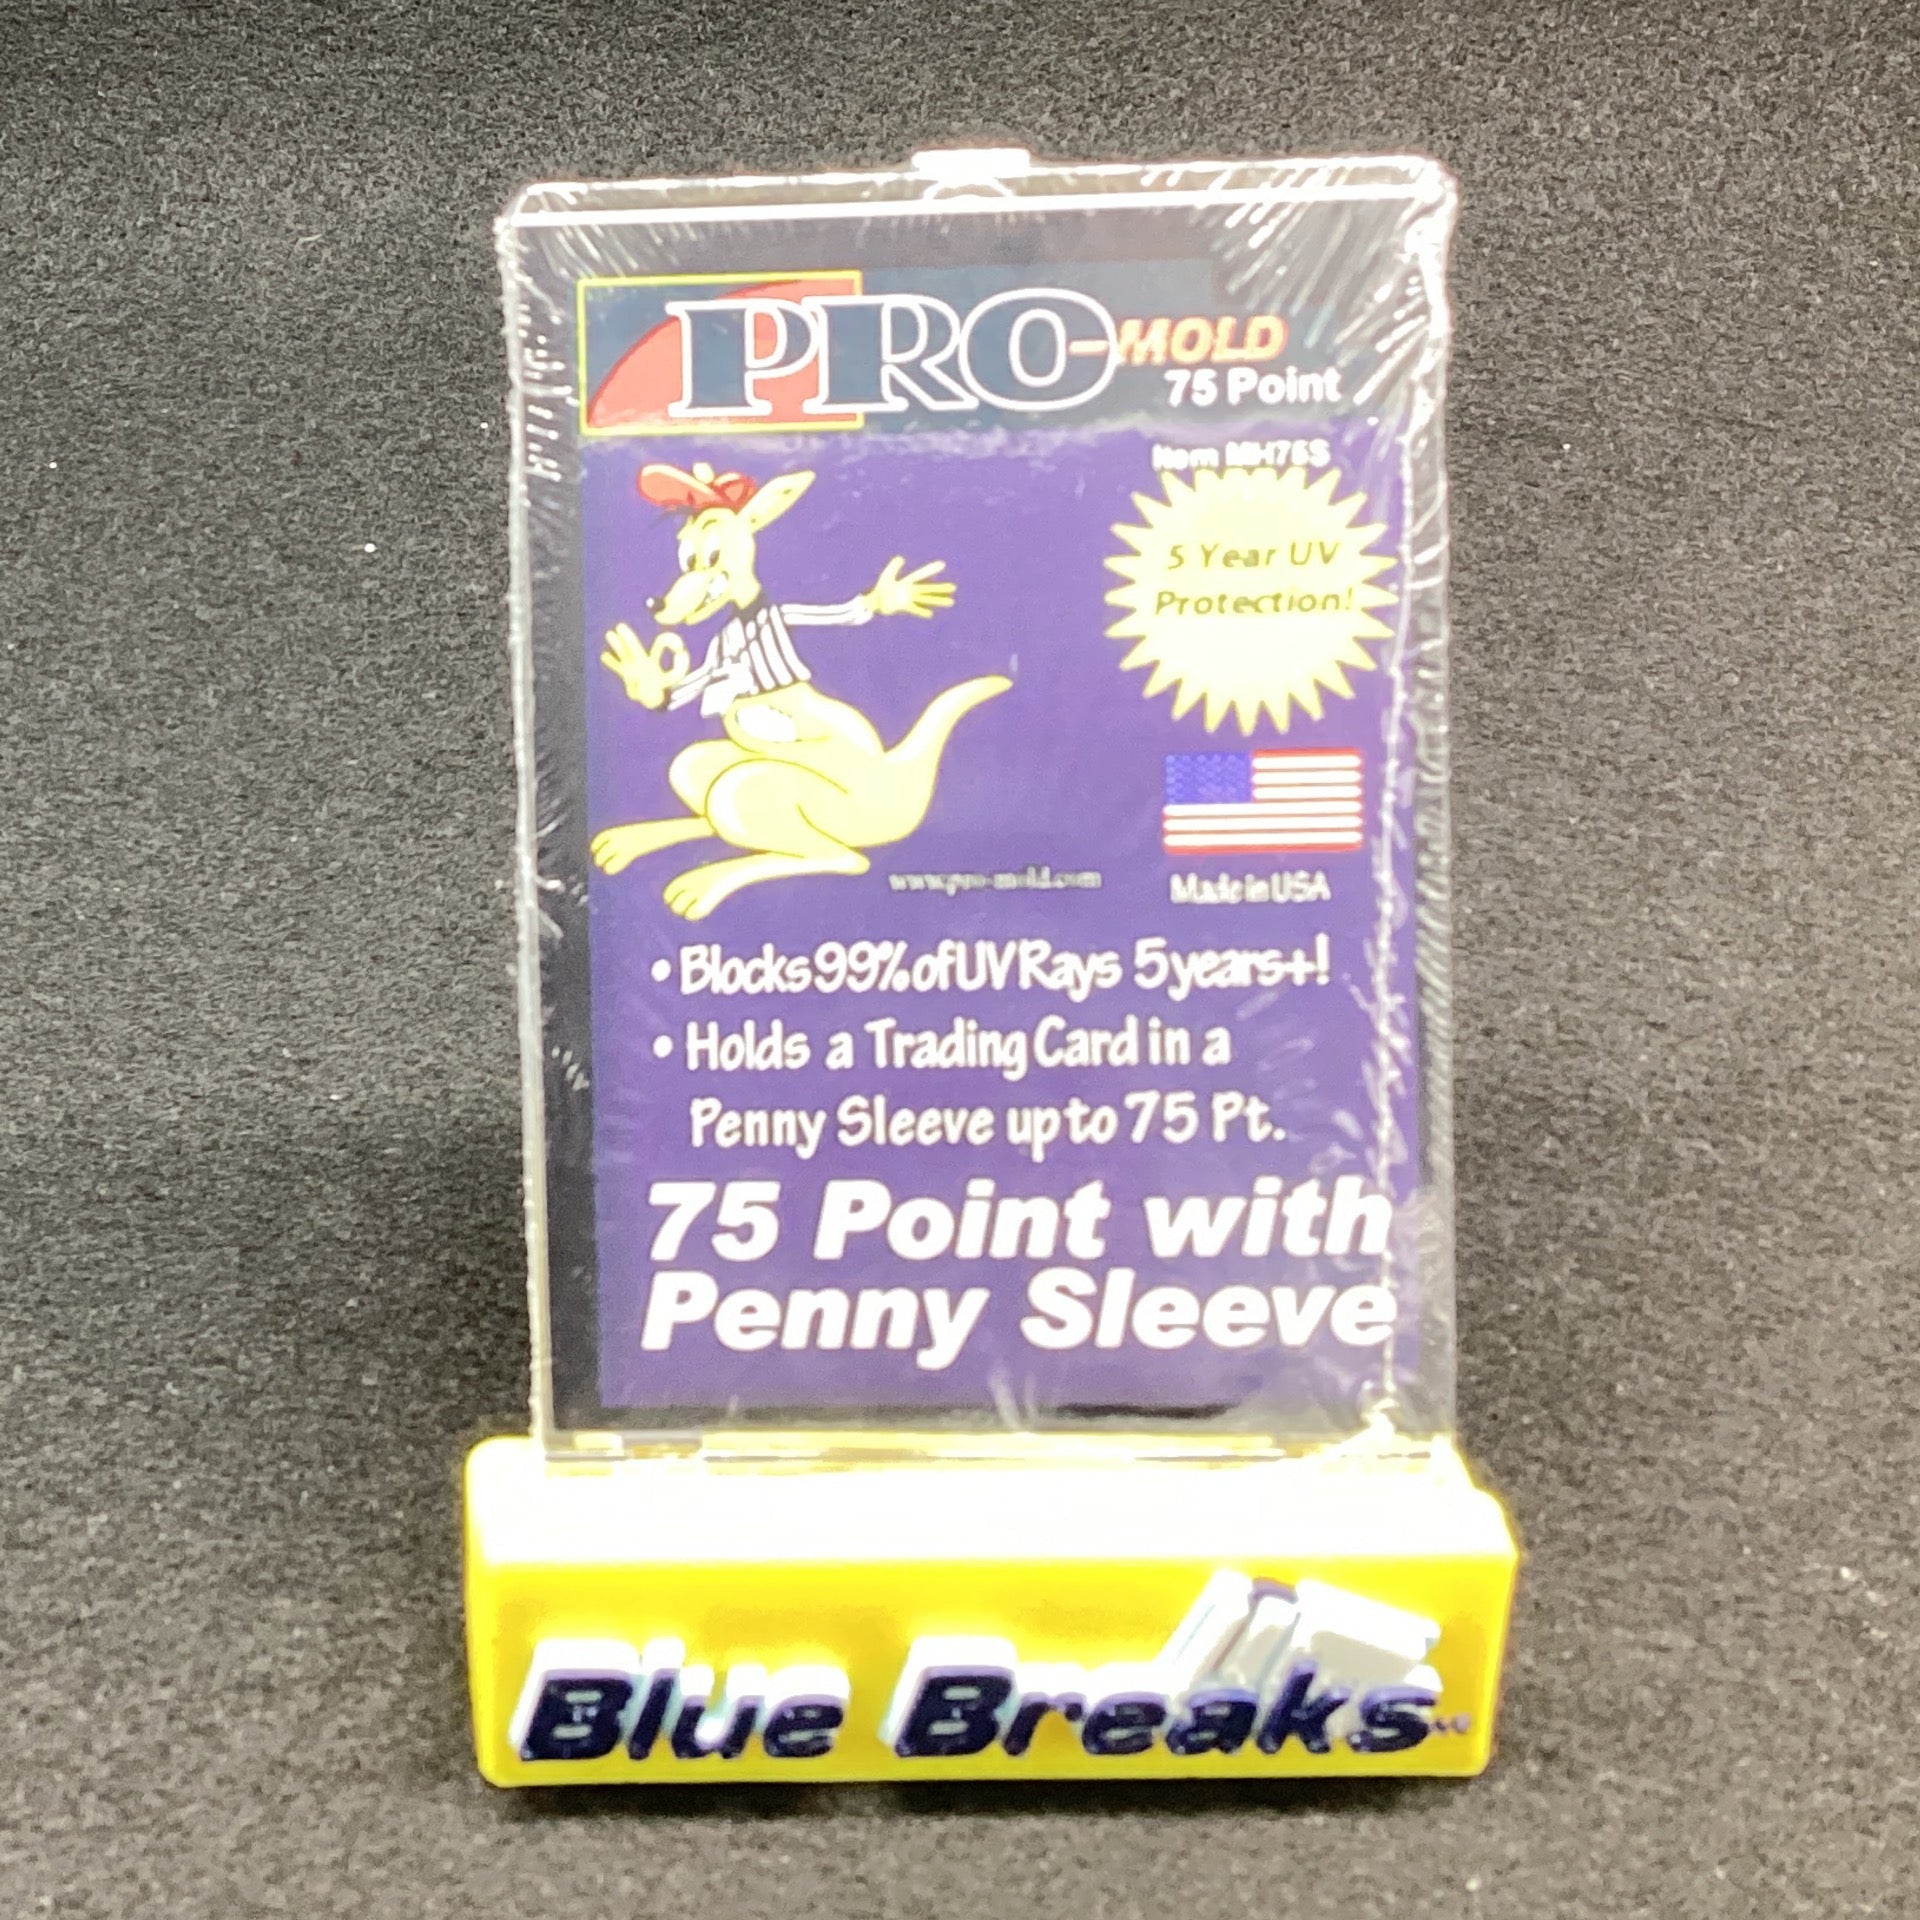 PRO-MOLD
75 Point
Item MH75S
5 Year UV
Protection!
www.pro-mold.com
Made in USA
• Blocks 99% of UV Rays 5 years+!
• Holds a Trading Card in a
Penny Sleeve up to 75 Pt.
75 Point with
Penny Sleeve
Blue Breaks